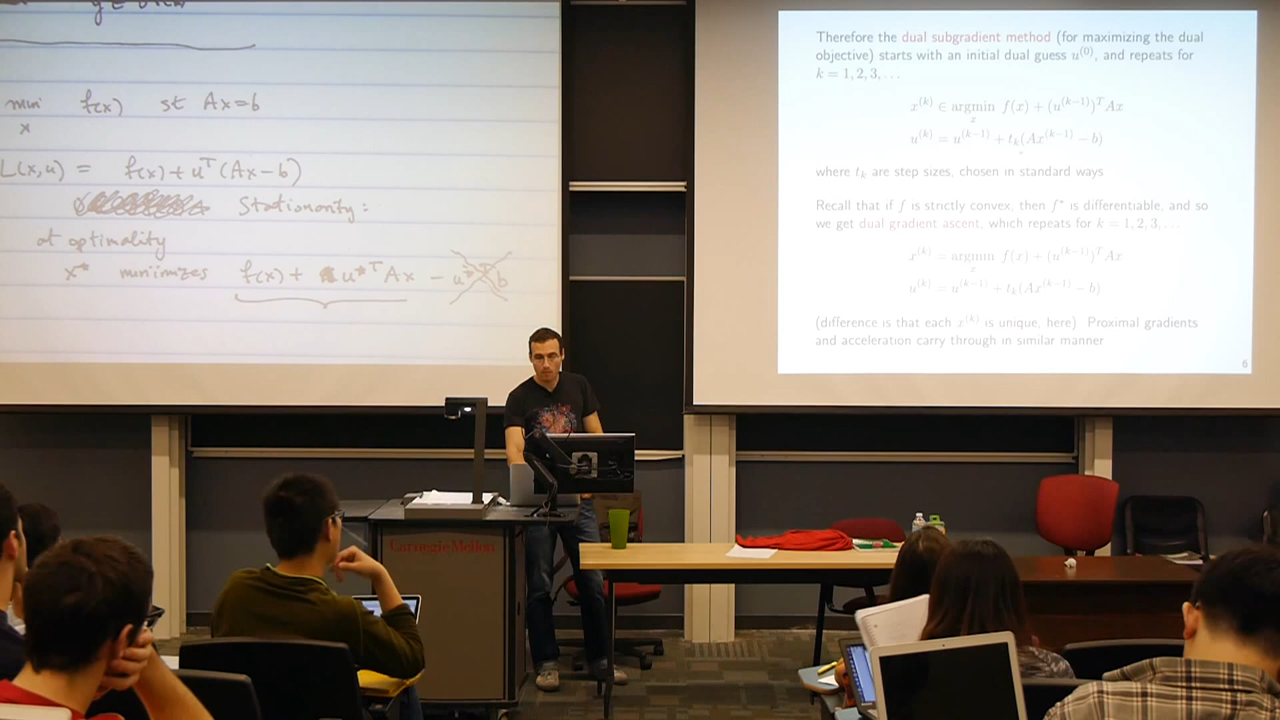 min f(x) st Ax=b
x
L(x,u) = f(x) + u^T (Ax-b)
Stationarity:
at optimality
x* minimizes f(x) + u*^T Ax - b
Therefore the dual subgradient method (for maximizing the dual
objective) starts with an initial dual guess u^(0), and repeats for
k = 1, 2, 3, . . .
x^(k) ∈ argmin f(x) + (u^(k−1))^T Ax
x
u^(k) = u^(k−1) + t_k(Ax^(k−1) − b)
where t_k are step sizes, chosen in standard ways
Recall that if f is strictly convex, then f* is differentiable, and so
we get dual gradient ascent, which repeats for k = 1, 2, 3, . . .
x^(k) = argmin f(x) + (u^(k−1))^T Ax
x
u^(k) = u^(k−1) + t_k(Ax^(k−1) − b)
(difference is that each x^(k) is unique, here) Proximal gradients
and acceleration carry through in similar manner
6
Carnegie Mellon